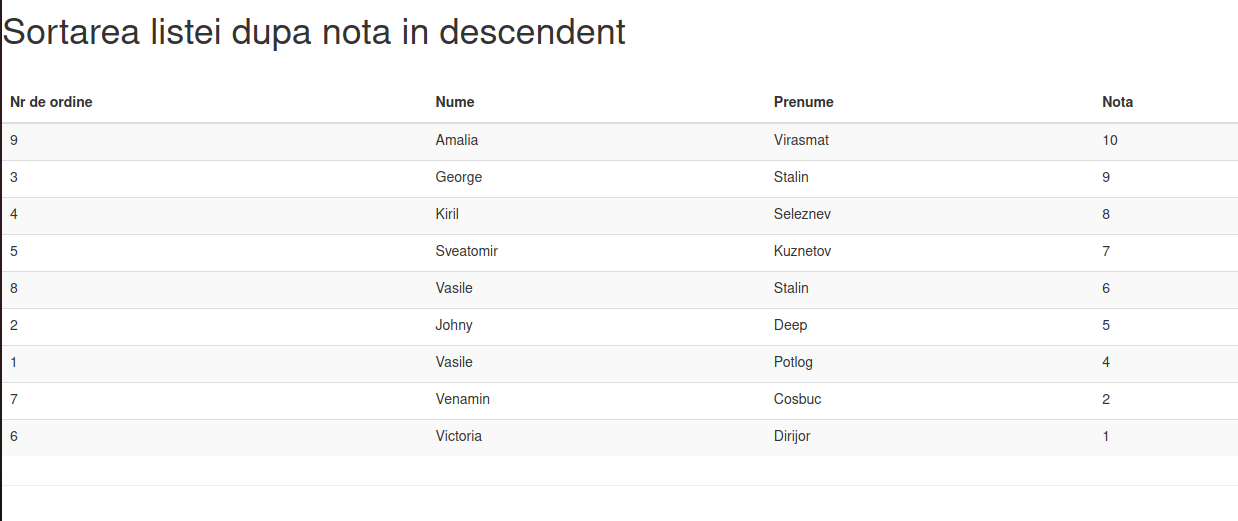 Sortarea listei dupa nota in descendent
Nr de ordine Nume Prenume Nota
9 Amalia Virasmat 10
3 George Stalin 9
4 Kiril Seleznev 8
5 Sveatomir Kuznetov 7
8 Vasile Stalin 6
2 Johny Deep 5
1 Vasile Potlog 4
7 Venamin Cosbuc 2
6 Victoria Dirijor 1